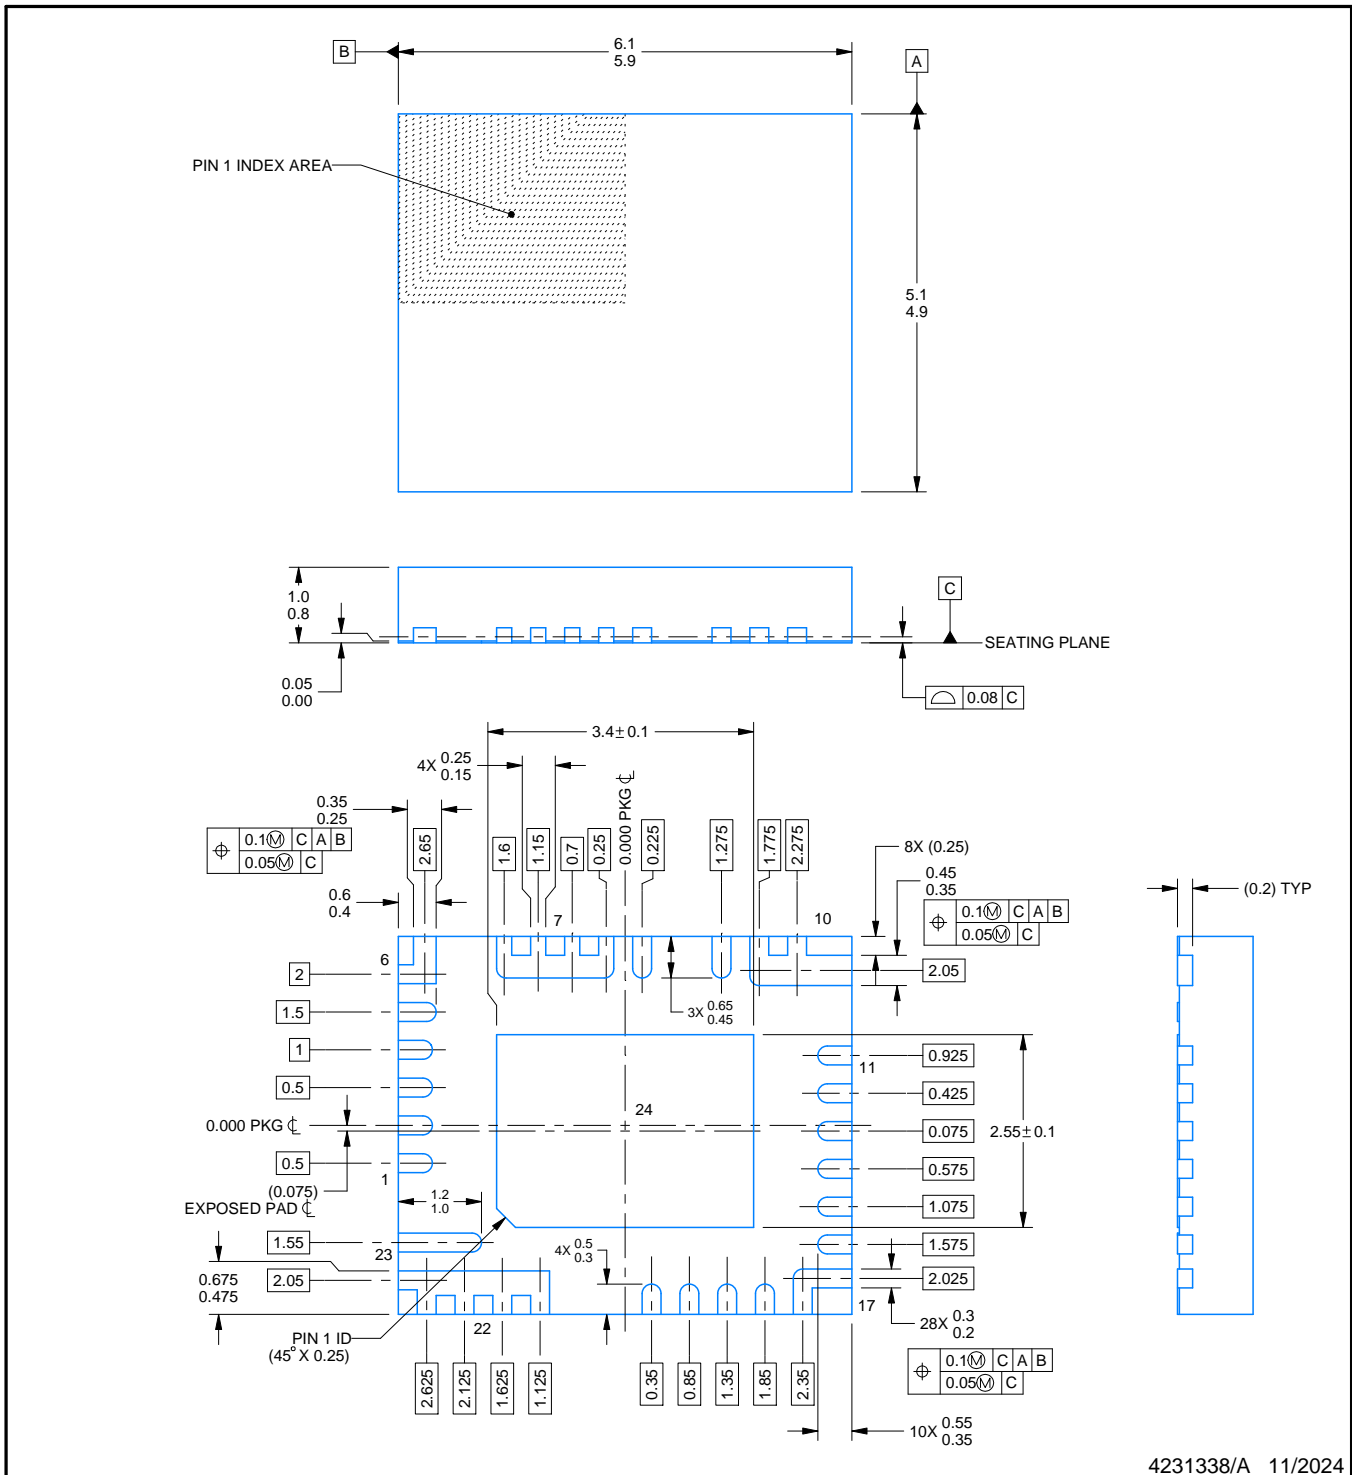 B
6.1
5.9
A
PIN 1 INDEX AREA
5.1
4.9
1.0
0.8
C
SEATING PLANE
0.05
0.00
0.08 C
3.4± 0.1
4X 0.25
0.15
0.35
0.25
0.1Ⓜ C A B
0.05Ⓜ C
2.65
1.6
1.15
0.7
0.25
0.000 PKG ℄
0.225
1.275
1.775
2.275
8X (0.25)
0.45
0.35
0.1Ⓜ C A B
0.05Ⓜ C
(0.2) TYP
0.6
0.4
7
10
6
2
2.05
3X 0.65
0.45
1.5
1
0.925
11
0.5
0.425
24
0.000 PKG ℄
0.075
2.55± 0.1
0.5
1
0.575
(0.075)
EXPOSED PAD ℄
1.2
1.0
1.075
1.55
23
4X 0.5
0.3
1.575
0.675
0.475
2.05
2.025
17
22
28X 0.3
0.2
PIN 1 ID
(45° X 0.25)
0.1Ⓜ C A B
0.05Ⓜ C
2.625
2.125
1.625
1.125
0.35
0.85
1.35
1.85
2.35
10X 0.55
0.35
4231338/A 11/2024